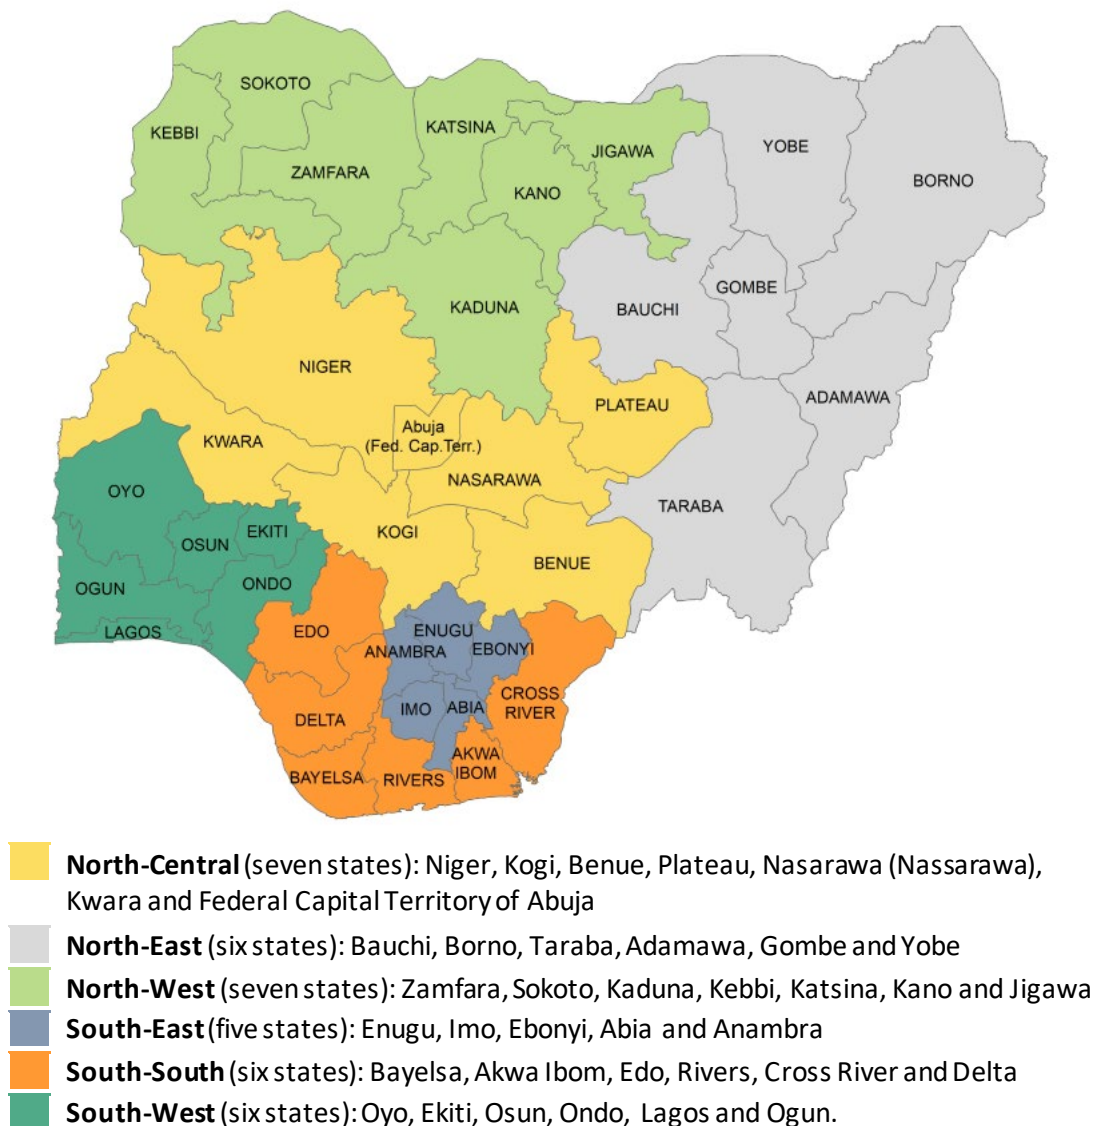 SOKOTO
KEBBI
KATSINA
ZAMFARA
JIGAWA
KANO
YOBE
BORNO
KADUNA
BAUCHI
GOMBE
NIGER
PLATEAU
ADAMAWA
KWARA
Abuja
(Fed. Cap.Terr.)
NASARAWA
OYO
TARABA
KOGI
OSUN
EKITI
BENUE
OGUN
ONDO
LAGOS
EDO
ENUGU
ANAMBRA
EBONYI
CROSS
RIVER
IMO
ABIA
DELTA
AKWA
IBOM
BAYELSA
RIVERS
North-Central (seven states): Niger, Kogi, Benue, Plateau, Nasarawa (Nassarawa),
Kwara and Federal Capital Territory of Abuja
North-East (six states): Bauchi, Borno, Taraba, Adamawa, Gombe and Yobe
North-West (seven states): Zamfara, Sokoto, Kaduna, Kebbi, Katsina, Kano and Jigawa
South-East (five states): Enugu, Imo, Ebonyi, Abia and Anambra
South-South (six states): Bayelsa, Akwa Ibom, Edo, Rivers, Cross River and Delta
South-West (six states): Oyo, Ekiti, Osun, Ondo, Lagos and Ogun.